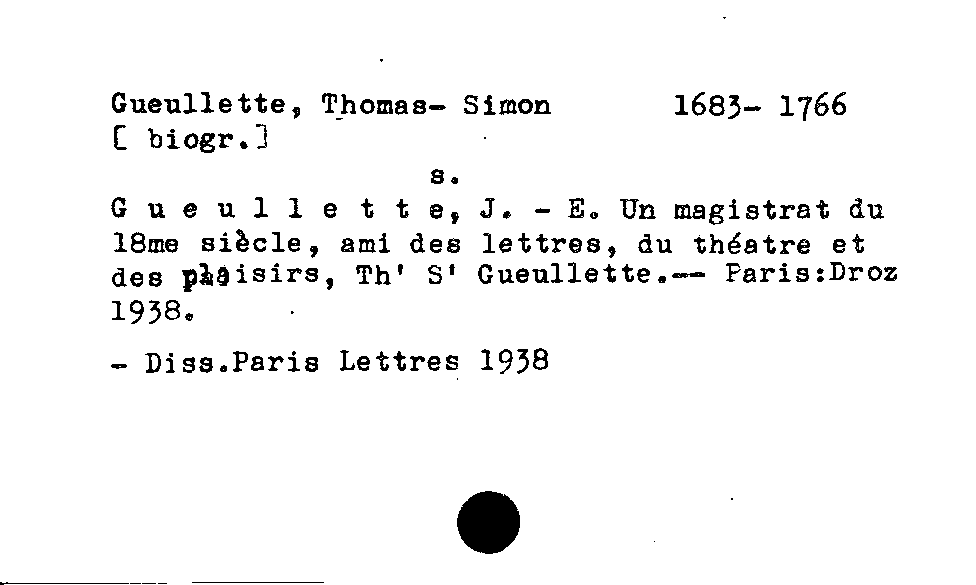 Gueullette, Thomas- Simon 1683- 1766
[ biogr.]
s.
G u e u l l e t t e, J. - E. Un magistrat du
18me siècle, ami des lettres, du théatre et
des plaisirs, Th' S' Gueullette.-- Paris:Droz
1938.
- Diss.Paris Lettres 1938